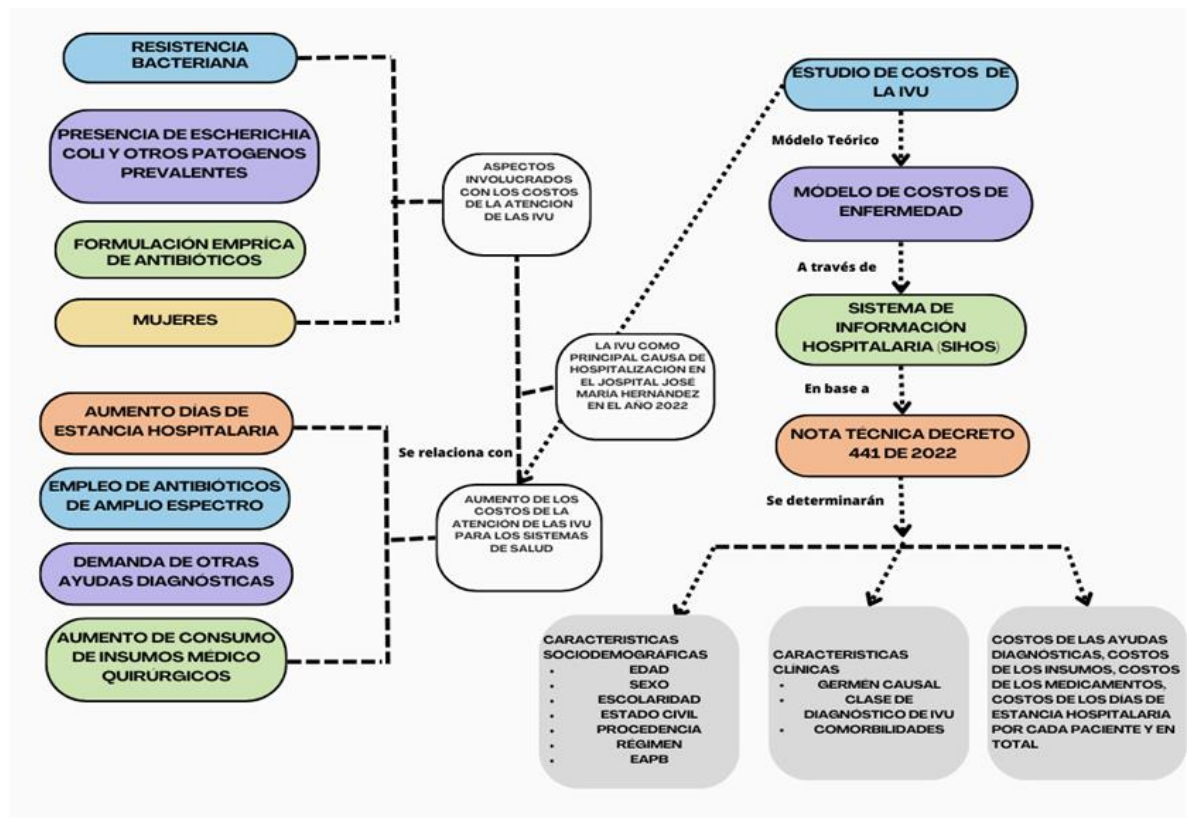 RESISTENCIA
BACTERIANA
PRESENCIA DE ESCHERICHIA
COLI Y OTROS PATOGENOS
PREVALENTES
FORMULACIÓN EMPRÍCA
DE ANTIBIÓTICOS
MUJERES
ASPECTOS
INVOLUCRADOS
CON LOS COSTOS
DE LA ATENCIÓN
DE LAS IVU
AUMENTO DÍAS DE
ESTANCIA HOSPITALARIA
EMPLEO DE ANTIBIÓTICOS
DE AMPLIO ESPECTRO
DEMANDA DE OTRAS
AYUDAS DIAGNÓSTICAS
AUMENTO DE CONSUMO
DE INSUMOS MÉDICO
QUIRÚRGICOS
Se relaciona con
AUMENTO DE LOS
COSTOS DE LA
ATENCIÓN DE LAS IVU
PARA LOS SISTEMAS
DE SALUD
LA IVU COMO
PRINCIPAL CAUSA DE
HOSPITALIZACIÓN EN
EL JOSPITAL JOSÉ
MARIA HERNÁNDEZ
EN EL AÑO 2022
ESTUDIO DE COSTOS DE
LA IVU
Módelo Teórico
MÓDELO DE COSTOS DE
ENFERMEDAD
A través de
SISTEMA DE
INFORMACIÓN
HOSPITALARIA (SIHOS)
En base a
NOTA TÉCNICA DECRETO
441 DE 2022
Se determinarán
CARACTERISTICAS
SOCIODEMOGRÁFICAS
• EDAD
• SEXO
• ESCOLARIDAD
• ESTADO CIVIL
• PROCEDENCIA
• RÉGIMEN
• EAPB
CARACTERISTICAS
CLÍNICAS
• GERMÉN CAUSAL
• CLASE DE
DIAGNÓSTICO DE IVU
• COMORBILIDADES
COSTOS DE LAS AYUDAS
DIAGNÓSTICAS, COSTOS
DE LOS INSUMOS, COSTOS
DE LOS MEDICAMENTOS,
COSTOS DE LOS DÍAS DE
ESTANCIA HOSPITALARIA
POR CADA PACIENTE Y EN
TOTAL